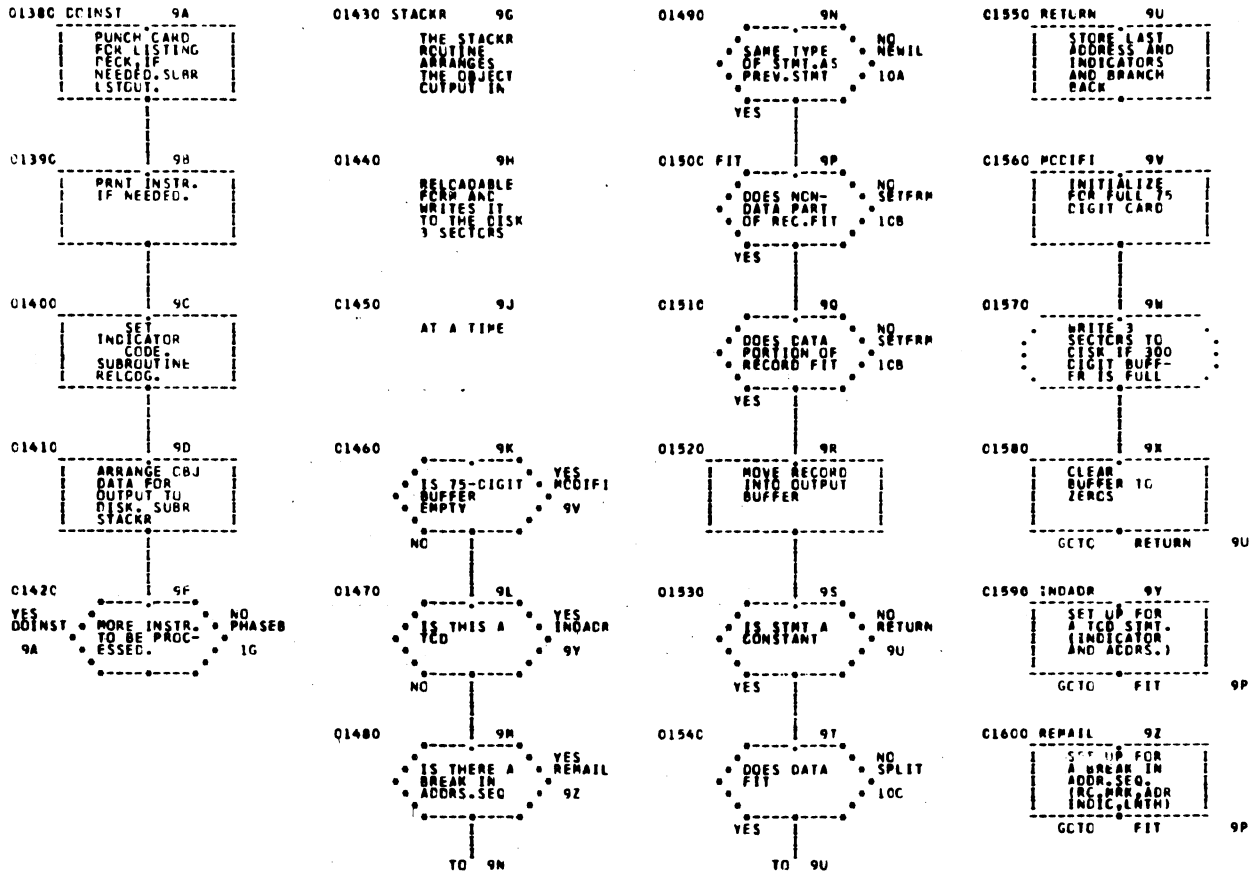 01380 DOINST 9A
PUNCH CARD
FOR LISTING
DECK,IF
NEEDED.SUBR
LSTOUT.
01390 9B
PRNT INSTR.
IF NEEDED.
01400 9C
SET
INDICATOR
CODE.
SUBROUTINE
RELCDG.
01410 9D
ARRANGE OBJ
DATA FOR
OUTPUT TO
DISK. SUBR
STACKR
01420 9F
YES
DOINST
9A
MORE INSTR.
TO BE PROC-
ESSED.
NO
PHASEB
1G
01430 STACKR 9G
THE STACKR
ROUTINE
ARRANGES
THE OBJECT
OUTPUT IN
01440 9H
RELOADABLE
FORM AND
WRITES IT
TO THE DISK
3 SECTORS
01450 9J
AT A TIME
01460 9K
IS 75-DIGIT
BUFFER
EMPTY
YES
MODIFI
9V
NO
01470 9L
IS THIS A
TCD
YES
INDADR
9Y
NO
01480 9M
IS THERE A
BREAK IN
ADDRS.SEQ
YES
REMAIL
9Z
TO 9N
01490 9N
SAME TYPE
OF STMT.AS
PREV.STMT
NO
NEWIL
10A
YES
01500 FIT 9P
DOES NON-
DATA PART
OF REC.FIT
NO
SETFRM
10B
YES
01510 9Q
DOES DATA
PORTION OF
RECORD FIT
NO
SETFRM
10B
YES
01520 9R
MOVE RECORD
INTO OUTPUT
BUFFER
01530 9S
IS STMT A
CONSTANT
NO
RETURN
9U
YES
01540 9T
DOES DATA
FIT
NO
SPLIT
10C
YES
TO 9U
01550 RETURN 9U
STORE LAST
ADDRESS AND
INDICATORS
AND BRANCH
BACK
01560 MODIFI 9V
INITIALIZE
FOR FULL 75
DIGIT CARD
01570 9W
WRITE 3
SECTORS TO
DISK IF 300
DIGIT BUFF-
ER IS FULL
01580 9X
CLEAR
BUFFER TO
ZEROS
GOTO RETURN 9U
01590 INDADR 9Y
SET UP FOR
A TCD STMT.
(INDICATOR
AND ADDRS.)
GOTO FIT 9P
01600 REMAIL 9Z
SET UP FOR
A BREAK IN
ADDR.SEQ.
(RC.MRK,ADR
INDIC,LNTH)
GOTO FIT 9P